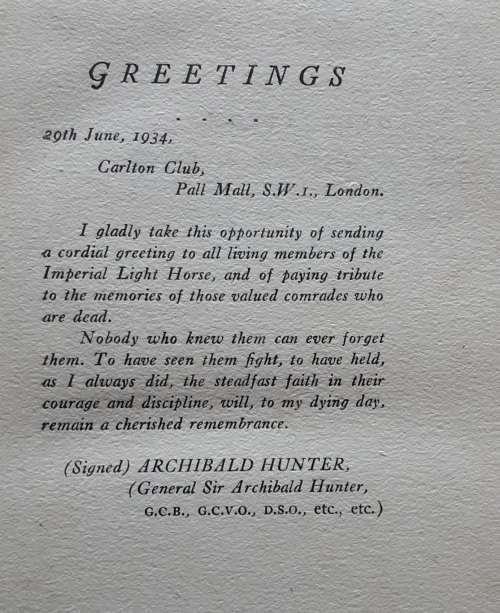 GREETINGS
. . . .
29th June, 1934,
Carlton Club,
Pall Mall, S.W.1., London.
I gladly take this opportunity of sending
a cordial greeting to all living members of the
Imperial Light Horse, and of paying tribute
to the memories of those valued comrades who
are dead.
Nobody who knew them can ever forget
them. To have seen them fight, to have held,
as I always did, the steadfast faith in their
courage and discipline, will, to my dying day,
remain a cherished remembrance.
(Signed) ARCHIBALD HUNTER,
(General Sir Archibald Hunter,
G.C.B., G.C.V.O., D.S.O., etc., etc.)